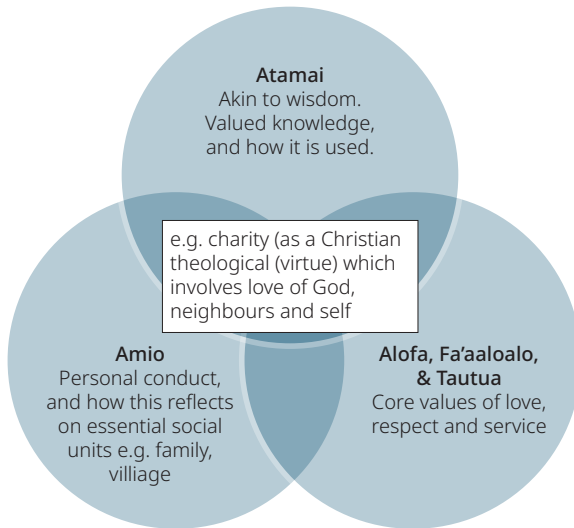 Atamai
Akin to wisdom.
Valued knowledge,
and how it is used.
e.g. charity (as a Christian
theological (virtue) which
involves love of God,
neighbours and self
Amio
Personal conduct,
and how this reflects
on essential social
units e.g. family,
villiage
Alofa, Fa'aaloalo,
& Tautua
Core values of love,
respect and service